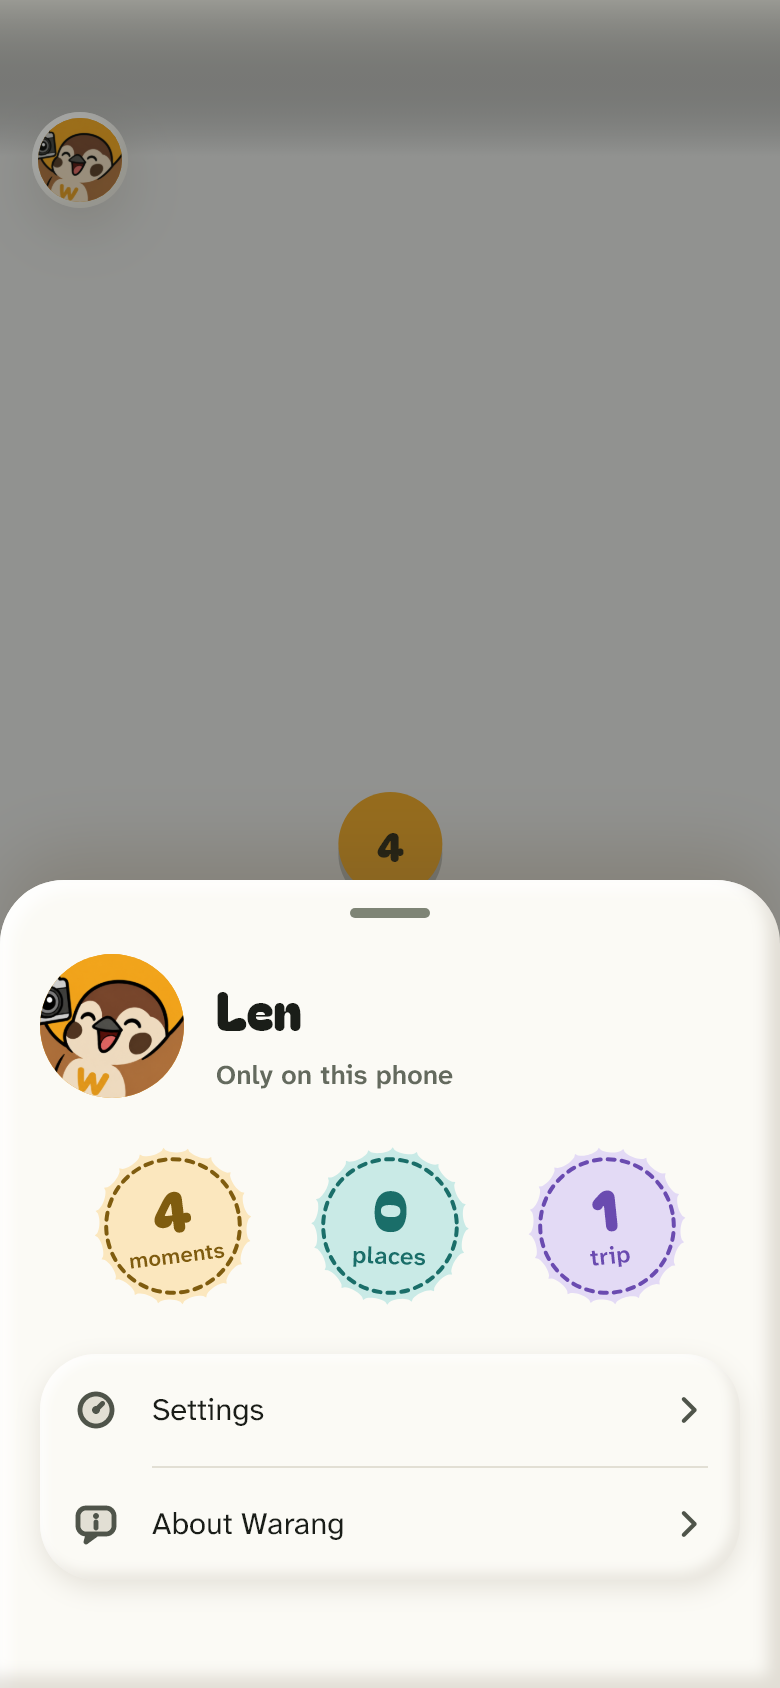 W
4
W
Len
Only on this phone
4
moments
0
places
1
trip
Settings
About Warang